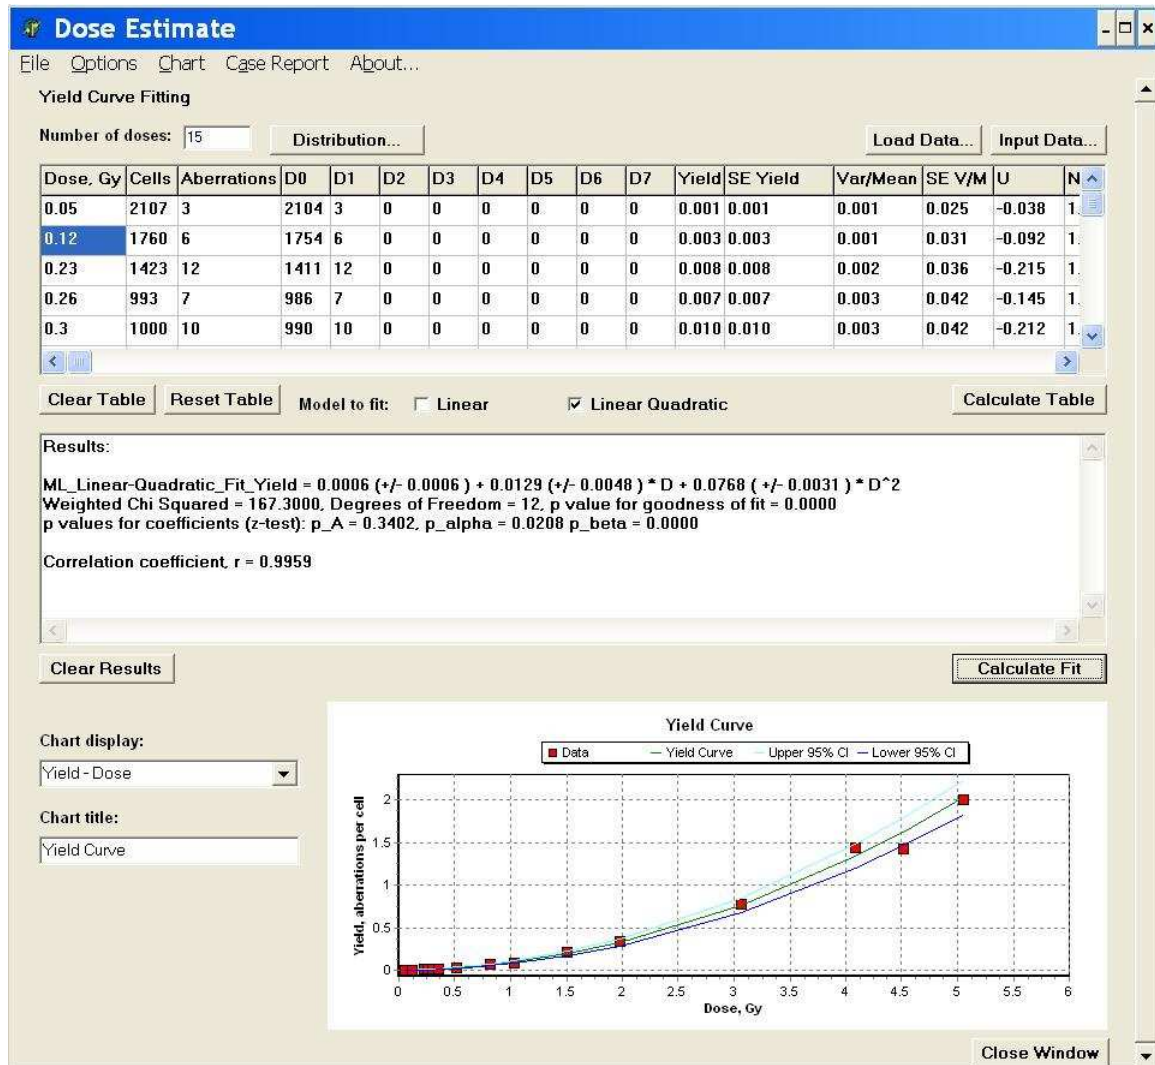 Dose Estimate
File Options Chart Case Report About...
Yield Curve Fitting
Number of doses: 15 Distribution... Load Data... Input Data...
Dose, Gy Cells Aberrations D0 D1 D2 D3 D4 D5 D6 D7 Yield SE Yield Var/Mean SE V/M U N
0.05 2107 3 2104 3 0 0 0 0 0 0 0.001 0.001 0.001 0.025 -0.038 1.
0.12 1760 6 1754 6 0 0 0 0 0 0 0.003 0.003 0.001 0.031 -0.092 1.
0.23 1423 12 1411 12 0 0 0 0 0 0 0.008 0.008 0.002 0.036 -0.215 1.
0.26 993 7 986 7 0 0 0 0 0 0 0.007 0.007 0.003 0.042 -0.145 1.
0.3 1000 10 990 10 0 0 0 0 0 0 0.010 0.010 0.003 0.042 -0.212 1.
Clear Table Reset Table Model to fit: Linear Linear Quadratic Calculate Table
Results:
ML_Linear-Quadratic_Fit_Yield = 0.0006 (+/- 0.0006 ) + 0.0129 (+/- 0.0048 ) * D + 0.0768 ( +/- 0.0031 ) * D^2
Weighted Chi Squared = 167.3000, Degrees of Freedom = 12, p value for goodness of fit = 0.0000
p values for coefficients (z-test): p_A = 0.3402, p_alpha = 0.0208 p_beta = 0.0000
Correlation coefficient, r = 0.9959
Clear Results Calculate Fit
Chart display:
Yield - Dose
Chart title:
Yield Curve
Yield Curve
Data Yield Curve Upper 95% CI Lower 95% CI
Yield, aberrations per cell
2
1.5
1
0.5
0
0 0.5 1 1.5 2 2.5 3 3.5 4 4.5 5 5.5 6
Dose, Gy
Close Window